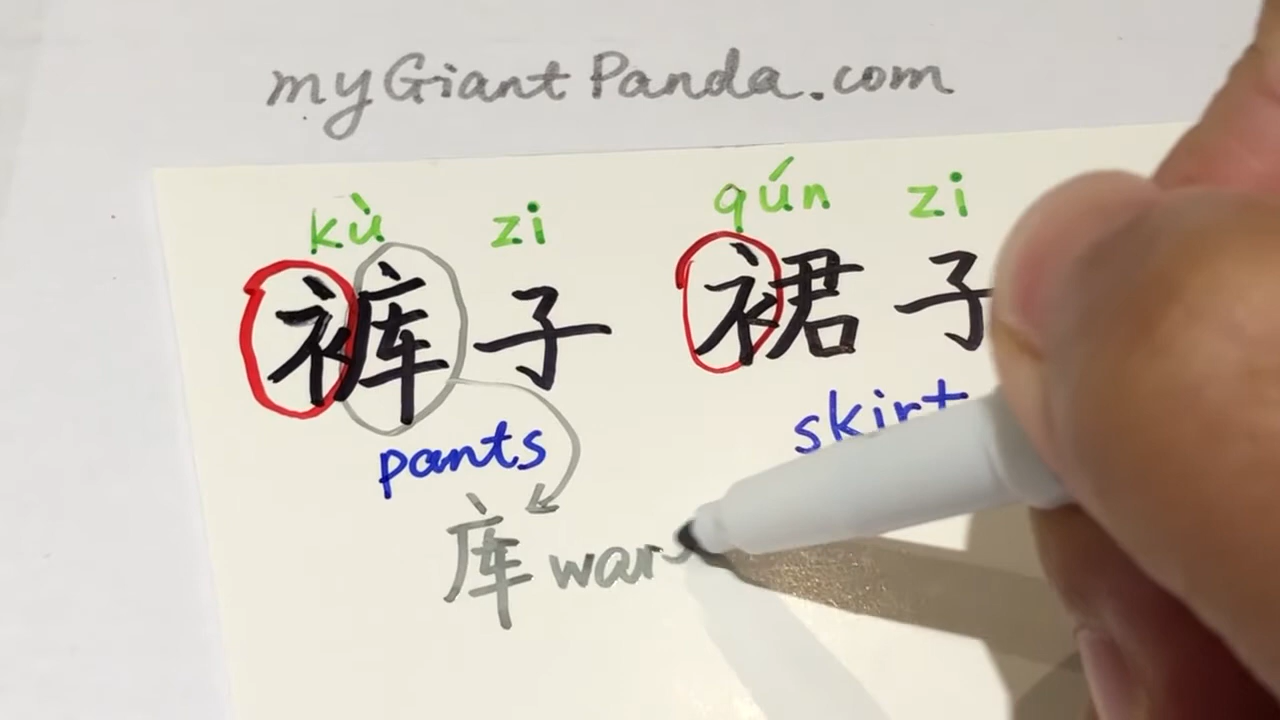 myGiantPanda.com
kù zi qún zi
裤子 裙子
pants skirt
库 war